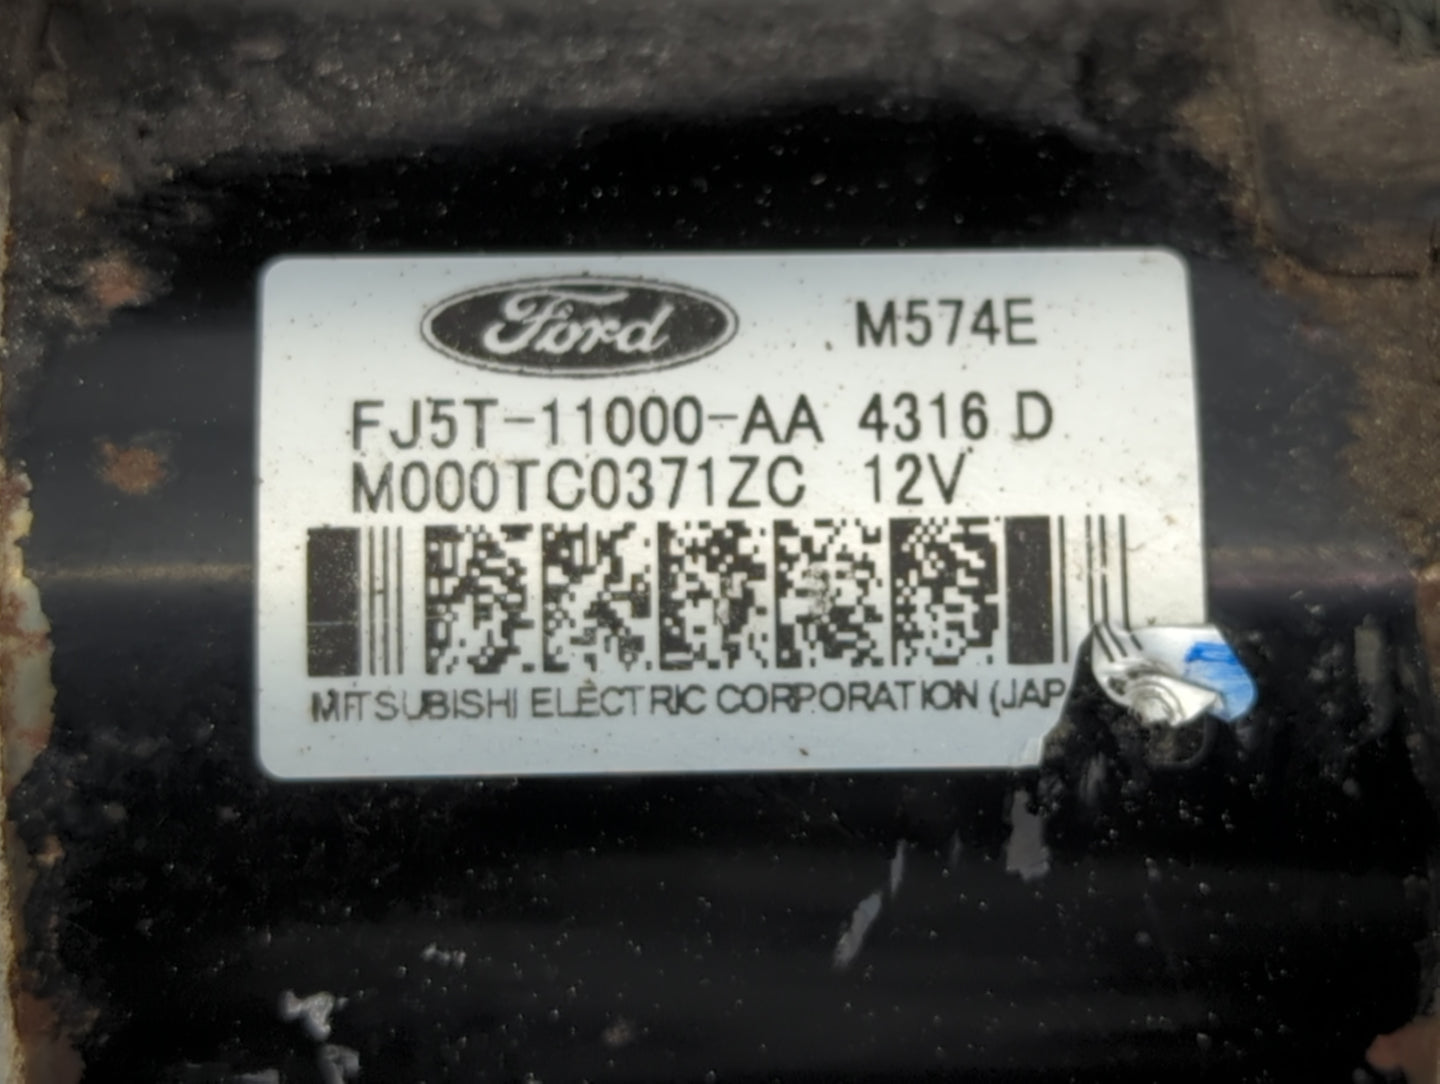 Ford M574E
FJ5T-11000-AA 4316 D
M000TC0371ZC 12V
MITSUBISHI ELECTRIC CORPORATION (JAP